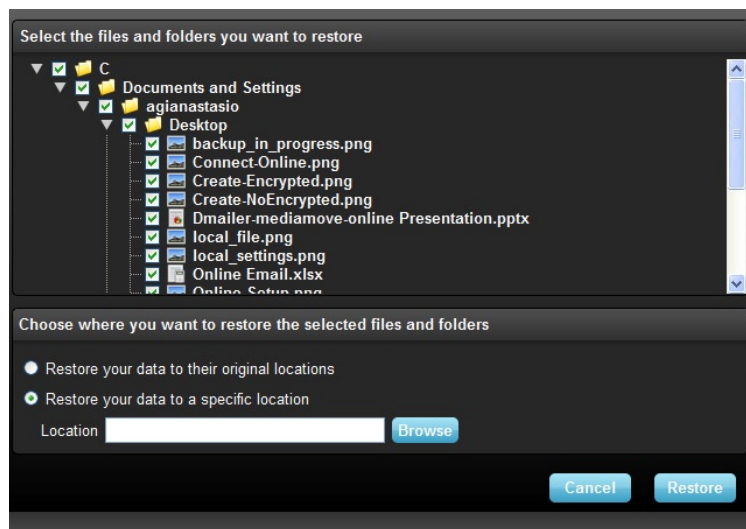 Select the files and folders you want to restore
C
Documents and Settings
agianastasio
Desktop
backup_in_progress.png
Connect-Online.png
Create-Encrypted.png
Create-NoEncrypted.png
Dmailer-mediamove-online Presentation.pptx
local_file.png
local_settings.png
Online Email.xlsx
Online-Setup.png
Choose where you want to restore the selected files and folders
Restore your data to their original locations
Restore your data to a specific location
Location Browse
Cancel Restore